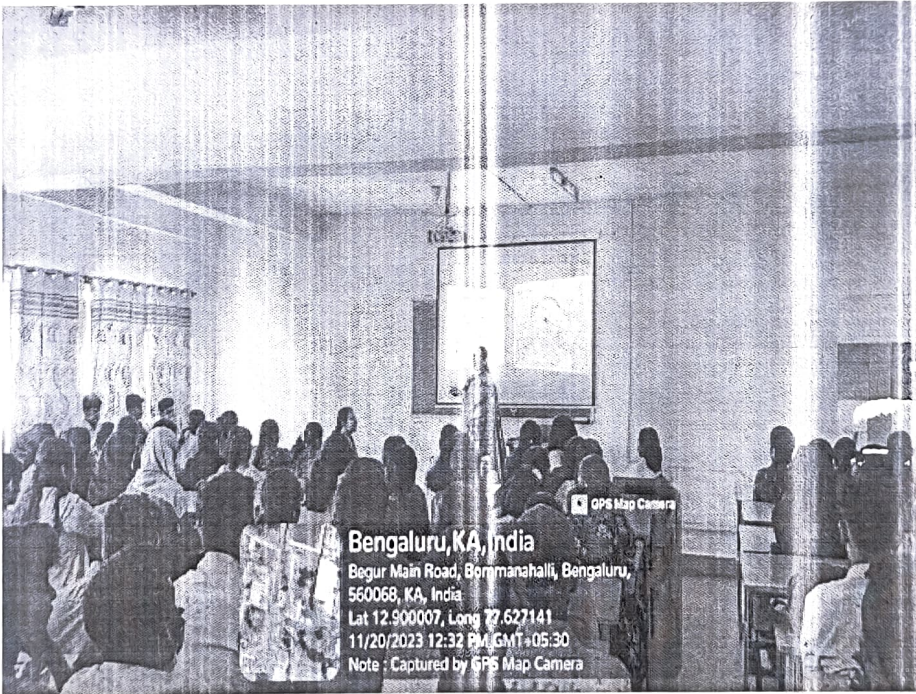 GPS Map Camera
Bengaluru,KA,India
Begur Main Road, Bommanahalli, Bengaluru,
560068, KA, India
Lat 12.900007, Long 77.627141
11/20/2023 12:32 PM GMT+05:30
Note : Captured by GPS Map Camera